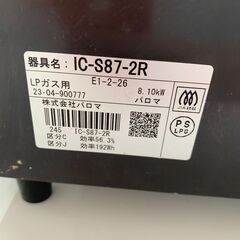 器具名: IC-S87-2R
LPガス用 E1-2-26 8.10kW
23·04-900777 パロマ
株式会社パロマ
PS
LPG
245 IC-S87-2R
区分C 効率56.3%
区分J 効率192Wh